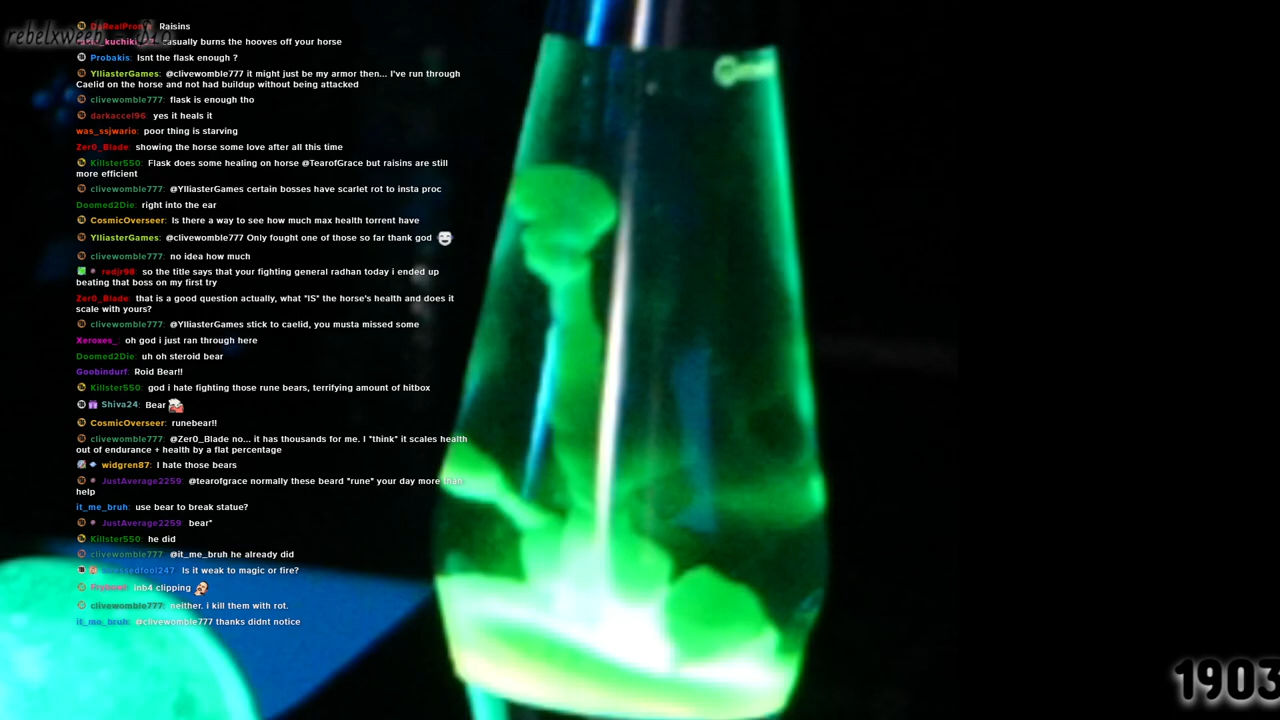 Raisins
casually burns the hooves off your horse
Probakis: Isnt the flask enough ?
YlliasterGames: @clivewomble777 it might just be my armor then... I've run through
Caelid on the horse and not had buildup without being attacked
clivewomble777: flask is enough tho
darkaccel96: yes it heals it
was_ssjwario: poor thing is starving
Zer0_Blade: showing the horse some love after all this time
Killster550: Flask does some healing on horse @TearofGrace but raisins are still
more efficient
clivewomble777: @YlliasterGames certain bosses have scarlet rot to insta proc
Doomed2Die: right into the ear
CosmicOverseer: Is there a way to see how much max health torrent have
YlliasterGames: @clivewomble777 Only fought one of those so far thank god
clivewomble777: no idea how much
redjr98: so the title says that your fighting general radhan today i ended up
beating that boss on my first try
Zer0_Blade: that is a good question actually, what *IS* the horse's health and does it
scale with yours?
clivewomble777: @YlliasterGames stick to caelid, you musta missed some
Xeroxes_: oh god i just ran through here
Doomed2Die: uh oh steroid bear
Goobindurf: Roid Bear!!
Killster550: god i hate fighting those rune bears, terrifying amount of hitbox
Shiva24: Bear
CosmicOverseer: runebear!!
clivewomble777: @Zer0_Blade no... it has thousands for me. I *think* it scales health
out of endurance + health by a flat percentage
widgren87: I hate those bears
JustAverage2259: @tearofgrace normally these beard "rune" your day more than
help
it_me_bruh: use bear to break statue?
JustAverage2259: bear*
Killster550: he did
clivewomble777: @it_me_bruh he already did
Is it weak to magic or fire?
inb4 clipping
clivewomble777: neither. i kill them with rot.
it_me_bruh: @clivewomble777 thanks didnt notice
1903